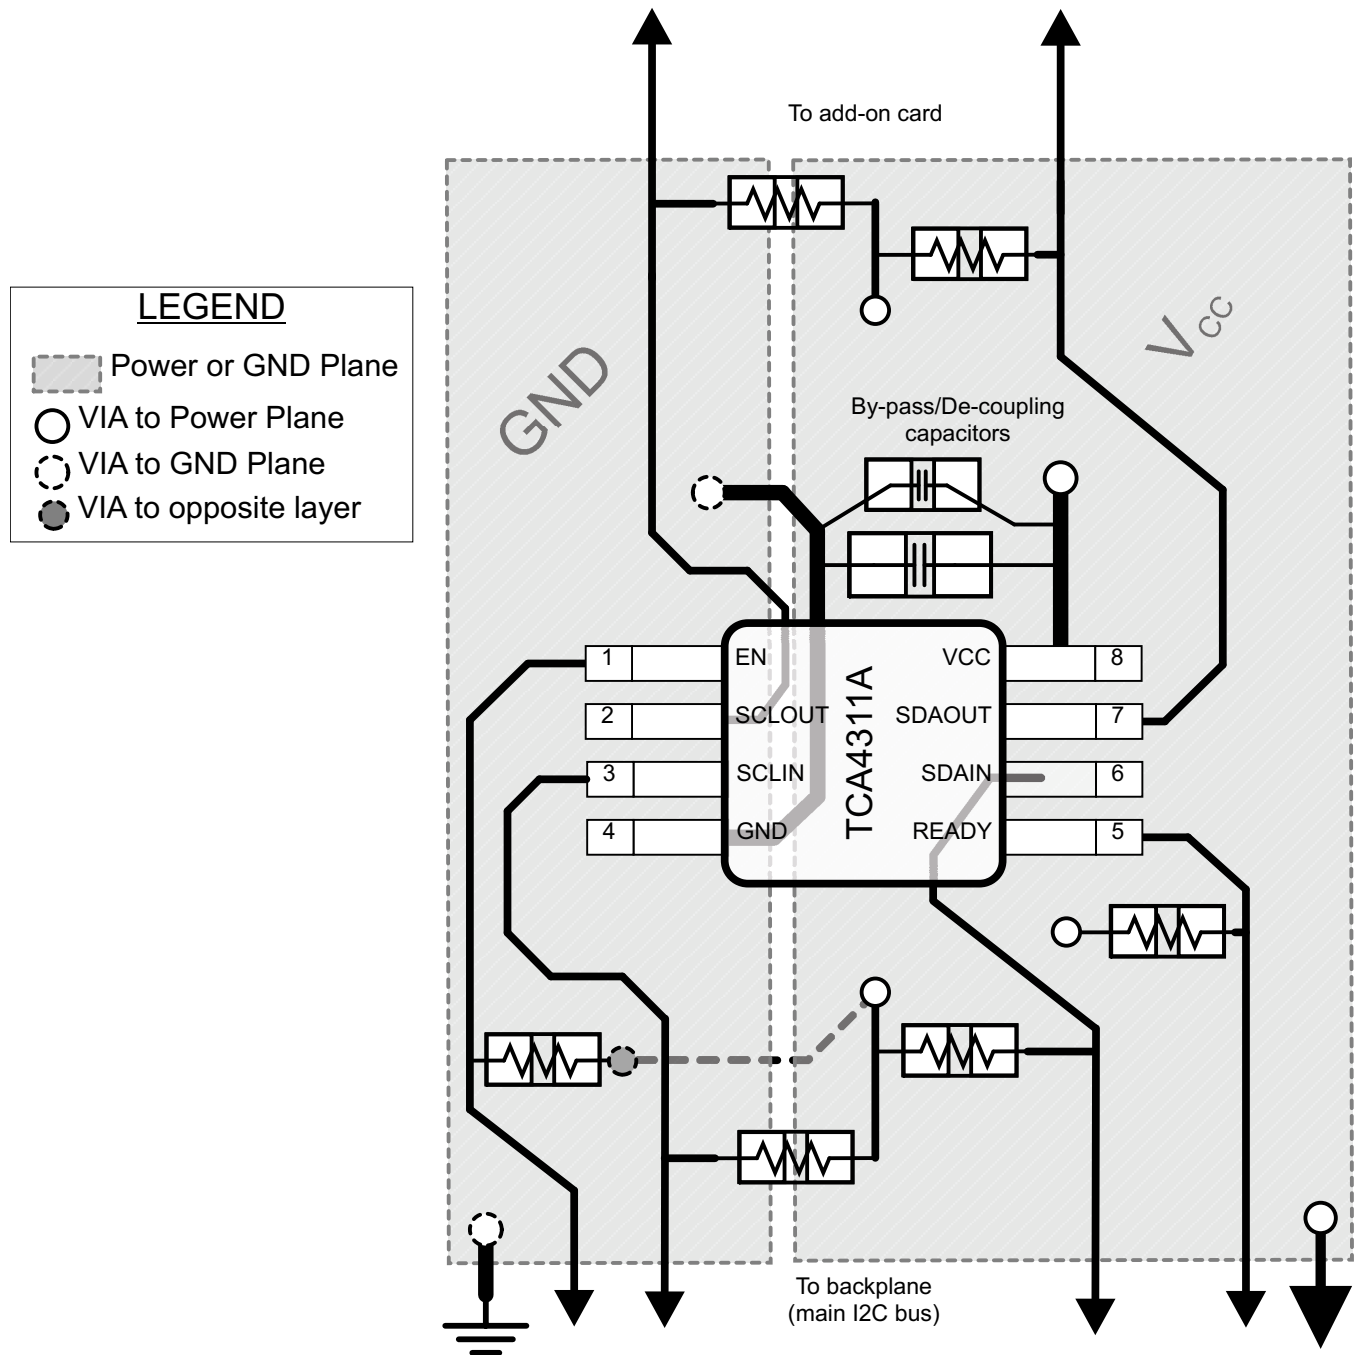 To add-on card
LEGEND
Power or GND Plane
VIA to Power Plane
VIA to GND Plane
VIA to opposite layer
GND
VCC
By-pass/De-coupling
capacitors
1
EN
VCC
8
2
SCLOUT
SDAOUT
7
3
SCLIN
SDAIN
6
4
GND
READY
5
TCA4311A
To backplane
(main I2C bus)